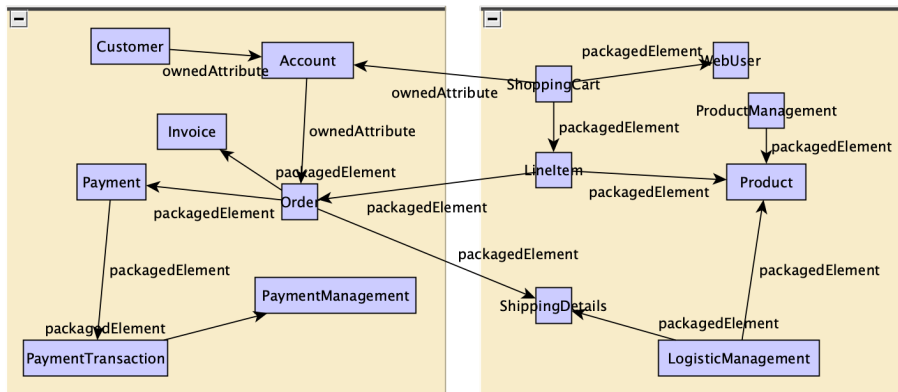 Customer
Account
packagedElement
WebUser
ownedAttribute
ShoppingCart
ownedAttribute
ProductManagement
Invoice
ownedAttribute
packagedElement
packagedElement
Payment
packagedElement
LineItem
Product
Order
packagedElement
packagedElement
packagedElement
packagedElement
packagedElement
packagedElement
PaymentManagement
ShippingDetails
packagedElement
packagedElement
PaymentTransaction
LogisticManagement